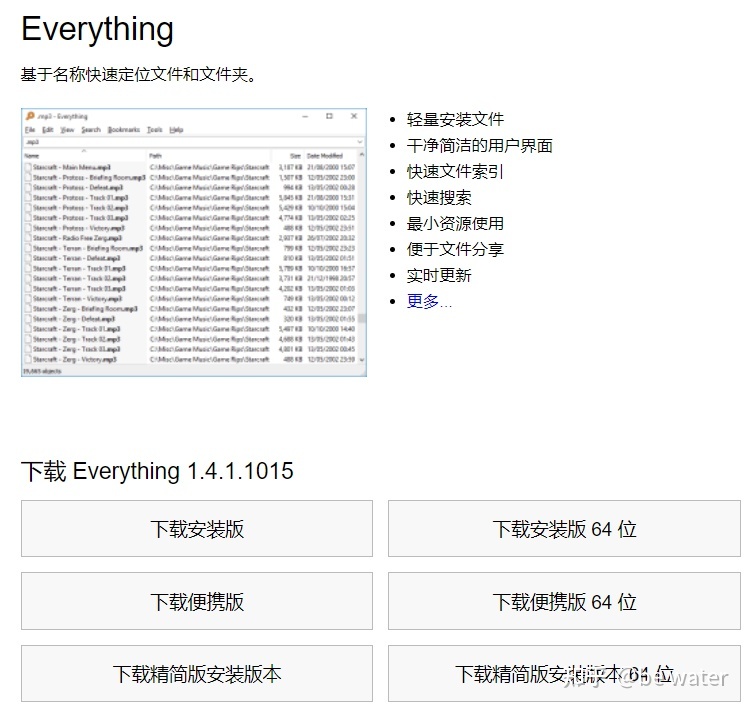 Everything
基于名称快速定位文件和文件夹。
.mp3 - Everything
File Edit View Search Bookmarks Tools Help
.mp3
Name Path Size Date Modified
Starcraft - Main Menu.mp3 C:\Misc\Game Music\Game Rips\Starcraft 3,187 KB 21/08/2000 15:07
Starcraft - Protoss - Briefing Room.mp3 C:\Misc\Game Music\Game Rips\Starcraft 1,507 KB 12/05/2002 23:00
Starcraft - Protoss - Defeat.mp3 C:\Misc\Game Music\Game Rips\Starcraft 994 KB 13/05/2002 00:28
Starcraft - Protoss - Track 01.mp3 C:\Misc\Game Music\Game Rips\Starcraft 5,845 KB 21/08/2000 15:31
Starcraft - Protoss - Track 02.mp3 C:\Misc\Game Music\Game Rips\Starcraft 5,429 KB 10/10/2000 15:04
Starcraft - Protoss - Track 03.mp3 C:\Misc\Game Music\Game Rips\Starcraft 4,774 KB 13/05/2002 02:25
Starcraft - Protoss - Victory.mp3 C:\Misc\Game Music\Game Rips\Starcraft 488 KB 12/05/2002 23:51
Starcraft - Radio Free Zerg.mp3 C:\Misc\Game Music\Game Rips\Starcraft 2,937 KB 26/07/2002 20:32
Starcraft - Terran - Briefing Room.mp3 C:\Misc\Game Music\Game Rips\Starcraft 799 KB 12/05/2002 23:23
Starcraft - Terran - Defeat.mp3 C:\Misc\Game Music\Game Rips\Starcraft 810 KB 13/05/2002 01:51
Starcraft - Terran - Track 01.mp3 C:\Misc\Game Music\Game Rips\Starcraft 5,789 KB 10/10/2000 16:57
Starcraft - Terran - Track 02.mp3 C:\Misc\Game Music\Game Rips\Starcraft 3,731 KB 21/12/1998 20:57
Starcraft - Terran - Track 03.mp3 C:\Misc\Game Music\Game Rips\Starcraft 4,282 KB 13/05/2002 01:05
Starcraft - Terran - Victory.mp3 C:\Misc\Game Music\Game Rips\Starcraft 749 KB 13/05/2002 00:12
Starcraft - Zerg - Briefing Room.mp3 C:\Misc\Game Music\Game Rips\Starcraft 432 KB 12/05/2002 23:07
Starcraft - Zerg - Defeat.mp3 C:\Misc\Game Music\Game Rips\Starcraft 320 KB 13/05/2002 01:55
Starcraft - Zerg - Track 01.mp3 C:\Misc\Game Music\Game Rips\Starcraft 5,487 KB 10/10/2000 14:40
Starcraft - Zerg - Track 02.mp3 C:\Misc\Game Music\Game Rips\Starcraft 4,688 KB 13/05/2002 01:43
Starcraft - Zerg - Track 03.mp3 C:\Misc\Game Music\Game Rips\Starcraft 4,801 KB 13/05/2002 00:45
Starcraft - Zerg - Victory.mp3 C:\Misc\Game Music\Game Rips\Starcraft 488 KB 12/05/2002 23:59
objects
轻量安装文件
干净简洁的用户界面
快速文件索引
快速搜索
最小资源使用
便于文件分享
实时更新
更多...
下载 Everything 1.4.1.1015
下载安装版
下载安装版 64 位
下载便携版
下载便携版 64 位
下载精简版安装版本
下载精简版安装版本 64 位
知乎 @be water